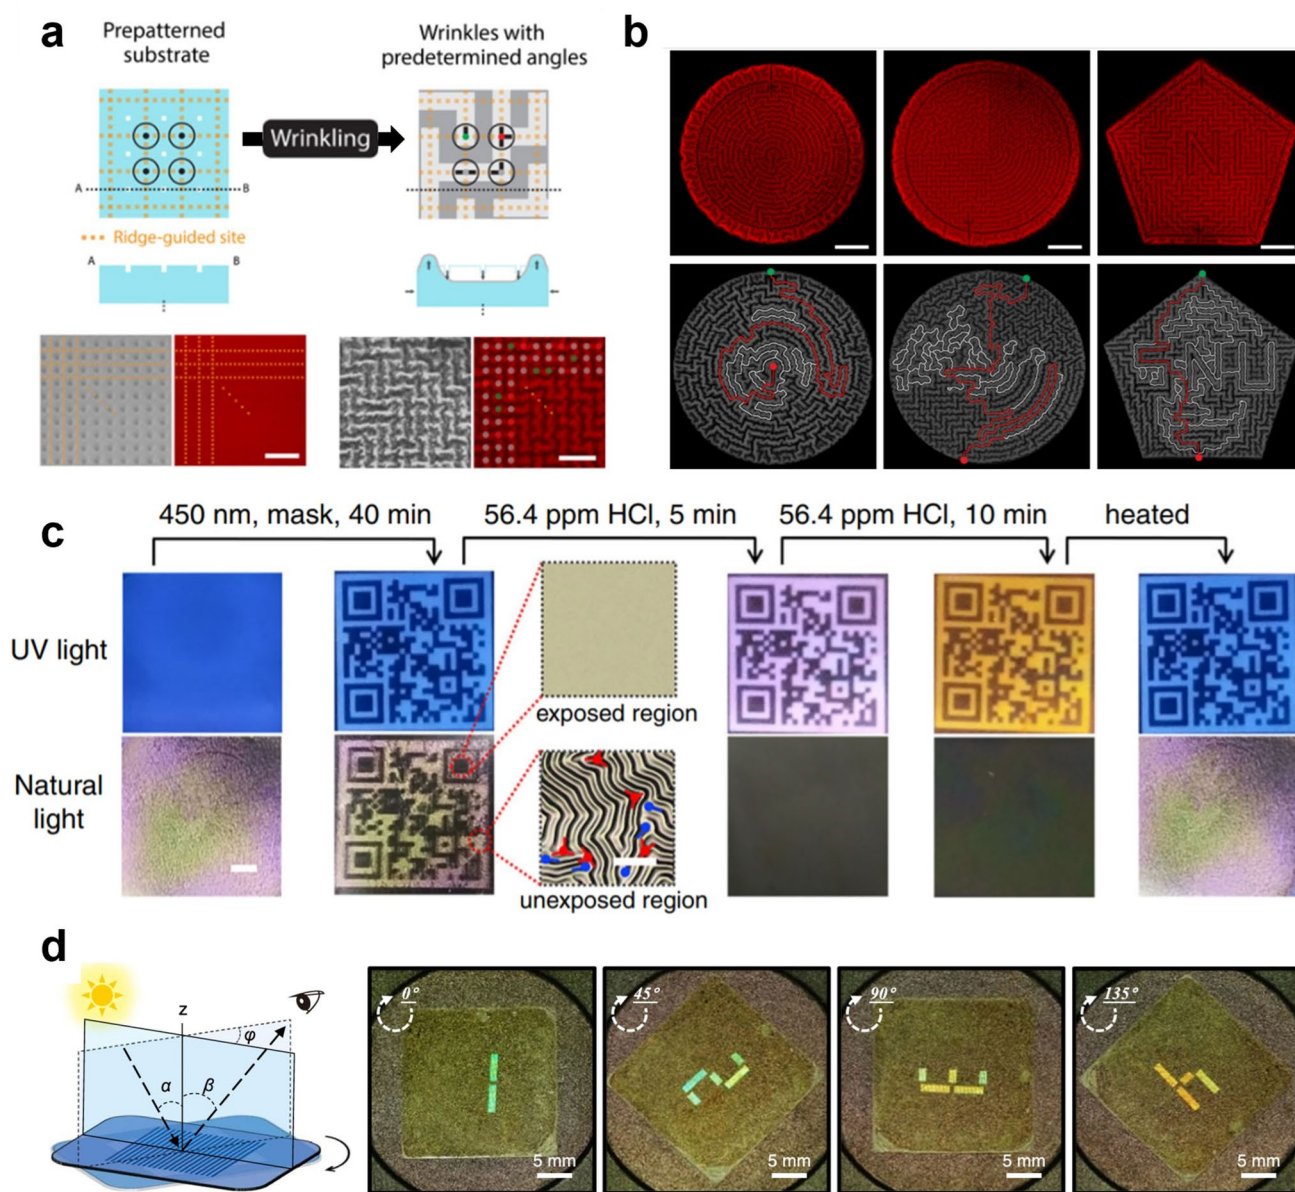 a
Prepatterned
substrate
Wrinkling
Wrinkles with
predetermined angles
A
B
Ridge-guided site
A
B
b
NU
c
450 nm, mask, 40 min
56.4 ppm HCl, 5 min
56.4 ppm HCl, 10 min
heated
UV light
exposed region
Natural
light
unexposed region
d
z
φ
α
β
0°
5 mm
45°
5 mm
90°
5 mm
135°
5 mm